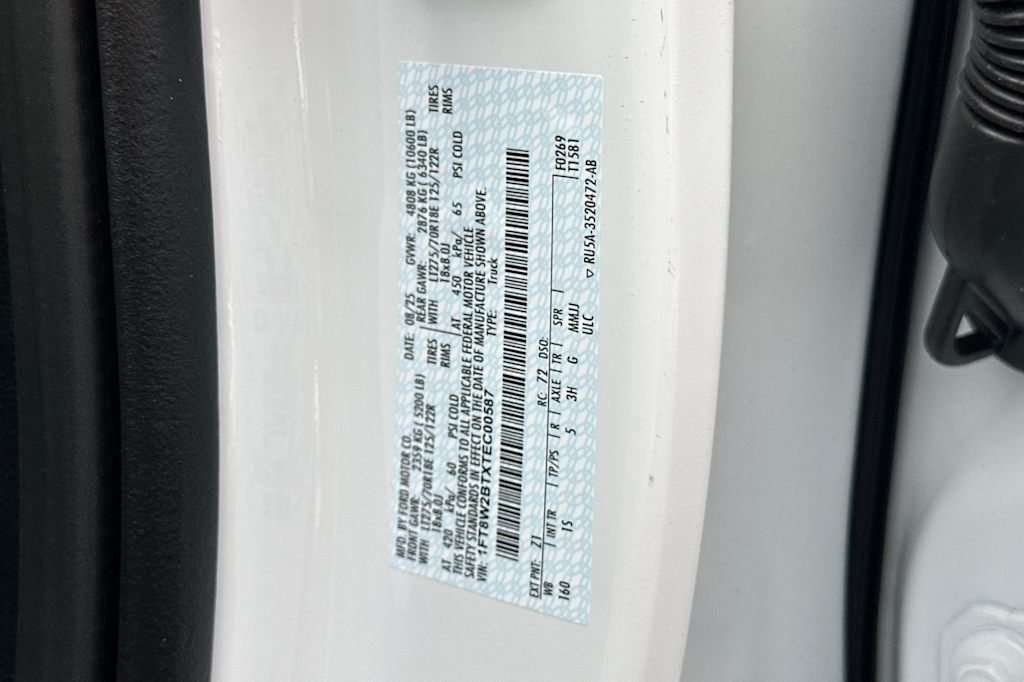 MFD. BY FORD MOTOR CO.
DATE: 08/25 GVWR: 4808 KG (10600 LB)
FRONT GAWR: 2359 KG ( 5200 LB) REAR GAWR: 2876 KG ( 6340 LB)
WITH LT275/70R18E 125/122R TIRES WITH LT275/70R18E 125/122R TIRES
18x8.0J RIMS 18x8.0J RIMS
AT 420 kPa/ 60 PSI COLD AT 450 kPa/ 65 PSI COLD
THIS VEHICLE CONFORMS TO ALL APPLICABLE FEDERAL MOTOR VEHICLE
SAFETY STANDARDS IN EFFECT ON THE DATE OF MANUFACTURE SHOWN ABOVE.
VIN: 1FT8W2BTXTEC00587 TYPE: Truck
EXT PNT: Z1 RC: 72 DSO: F0269
WB INT TR TP/PS R AXLE TR SPR T1581
160 15 5 3H G MMJJ
ULC ▽ RU5A-3520472-AB